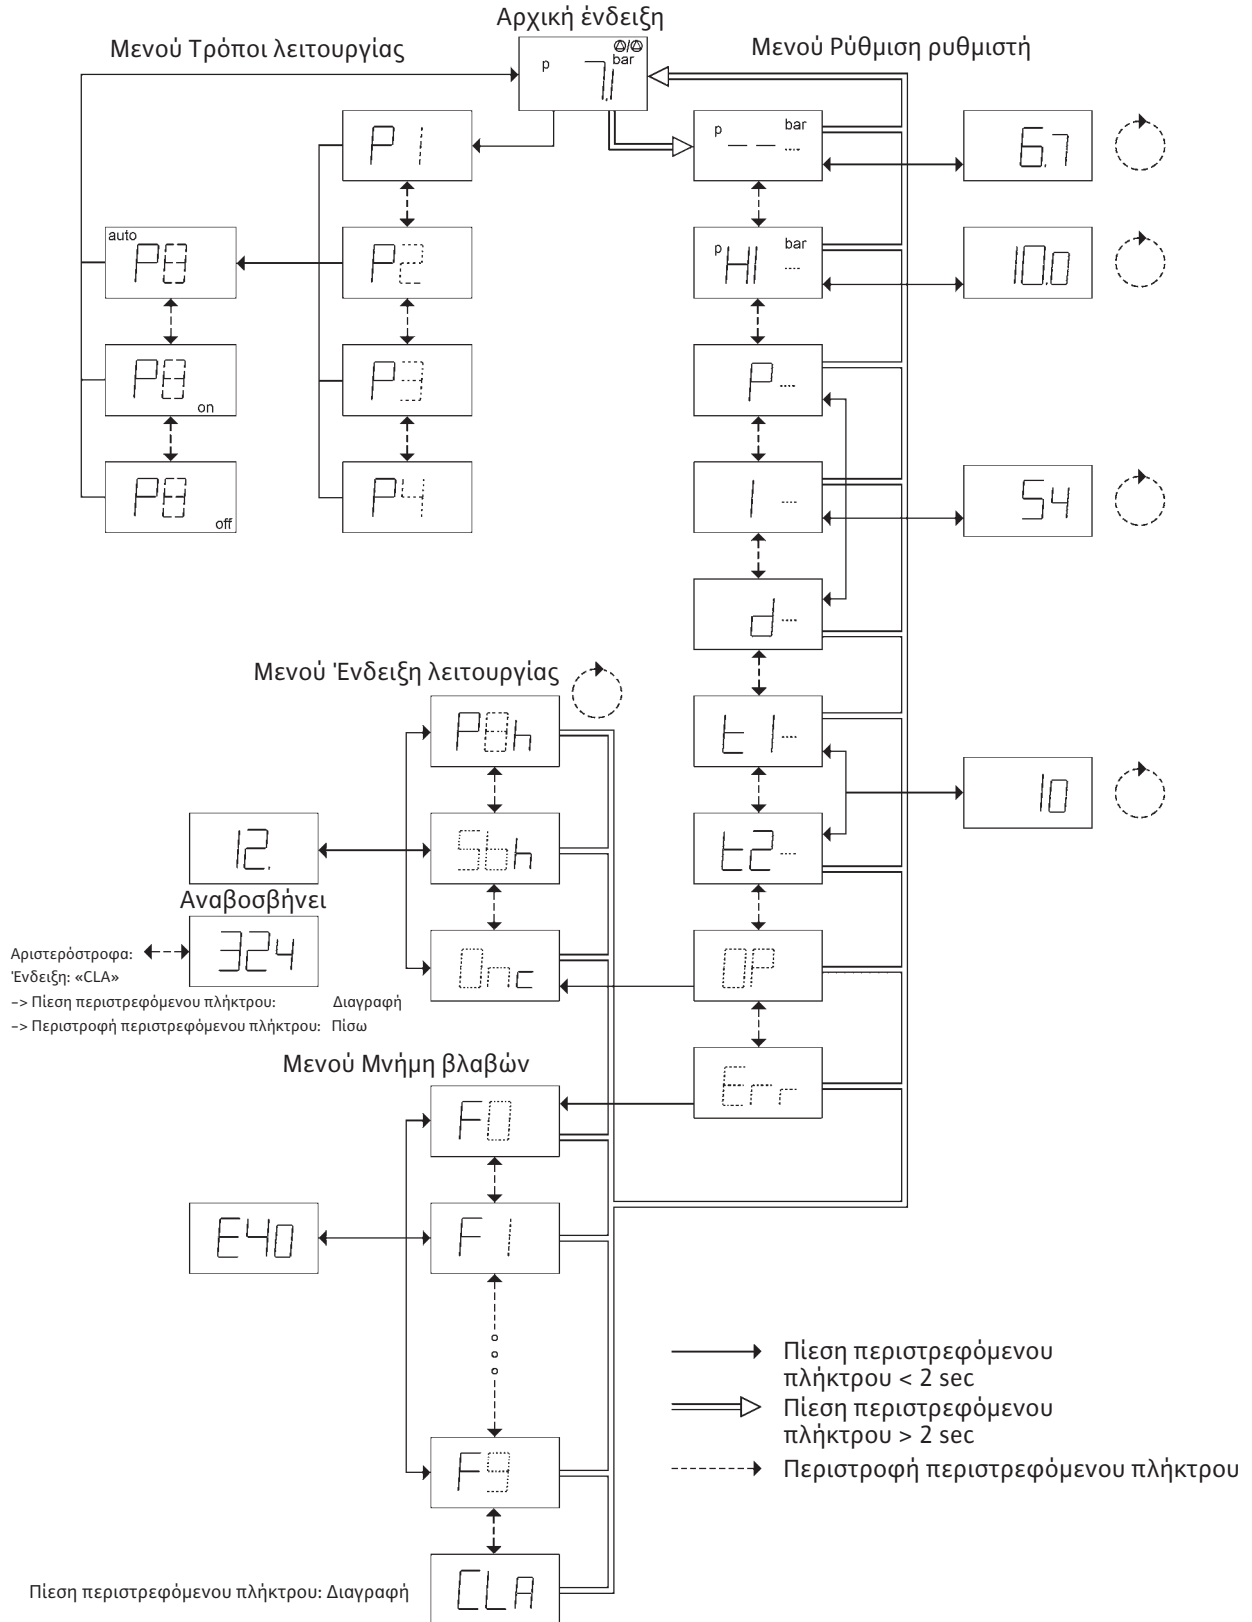 Αρχική ένδειξη
Μενού Τρόποι λειτουργίας
Μενού Ρύθμιση ρυθμιστή
p 7,1 bar
P 1
p -- ---- bar
6.7
auto P8
P2
p HI ---- bar
10.0
P8 on
P3
P ----
P8 off
P4
I ----
54
d ----
Μενού Ένδειξη λειτουργίας
P8h
t 1 ----
10
12.
Sbh
t2 ----
Αναβοσβήνει
324
Onc
OP
Αριστερόστροφα:
Ένδειξη: «CLA»
–> Πίεση περιστρεφόμενου πλήκτρου: Διαγραφή
–> Περιστροφή περιστρεφόμενου πλήκτρου: Πίσω
Μενού Μνήμη βλαβών
F0
Err
E40
F 1
F9
CLA
Πίεση περιστρεφόμενου πλήκτρου: Διαγραφή
Πίεση περιστρεφόμενου
πλήκτρου < 2 sec
Πίεση περιστρεφόμενου
πλήκτρου > 2 sec
Περιστροφή περιστρεφόμενου πλήκτρου